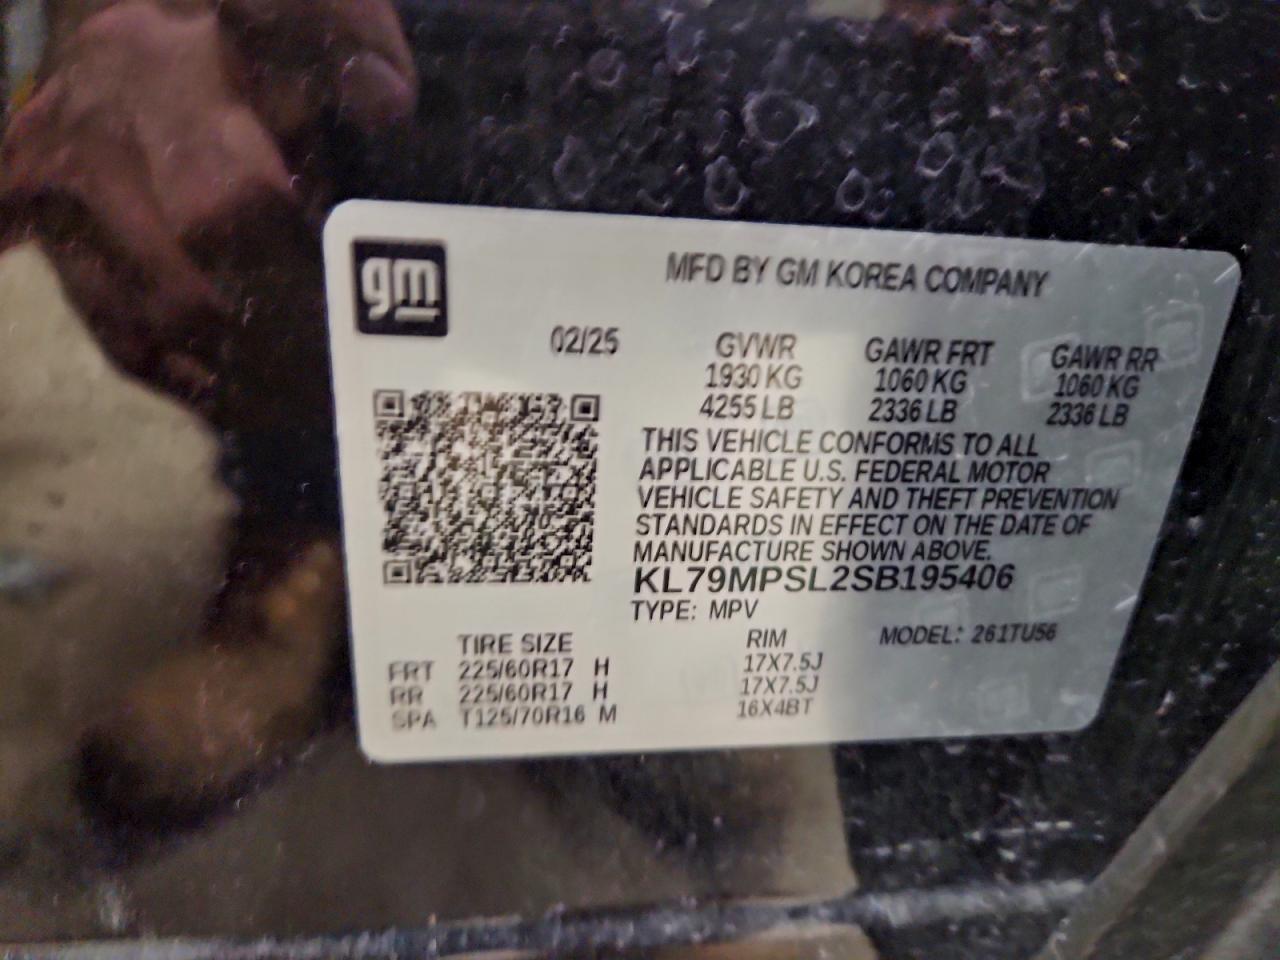 gm
MFD BY GM KOREA COMPANY
02/25 GVWR GAWR FRT GAWR RR
1930 KG 1060 KG 1060 KG
4255 LB 2336 LB 2336 LB
THIS VEHICLE CONFORMS TO ALL
APPLICABLE U.S. FEDERAL MOTOR
VEHICLE SAFETY AND THEFT PREVENTION
STANDARDS IN EFFECT ON THE DATE OF
MANUFACTURE SHOWN ABOVE.
KL79MPSL2SB195406
TYPE: MPV
TIRE SIZE RIM MODEL: 261TU56
FRT 225/60R17 H 17X7.5J
RR 225/60R17 H 17X7.5J
SPA T125/70R16 M 16X4BT